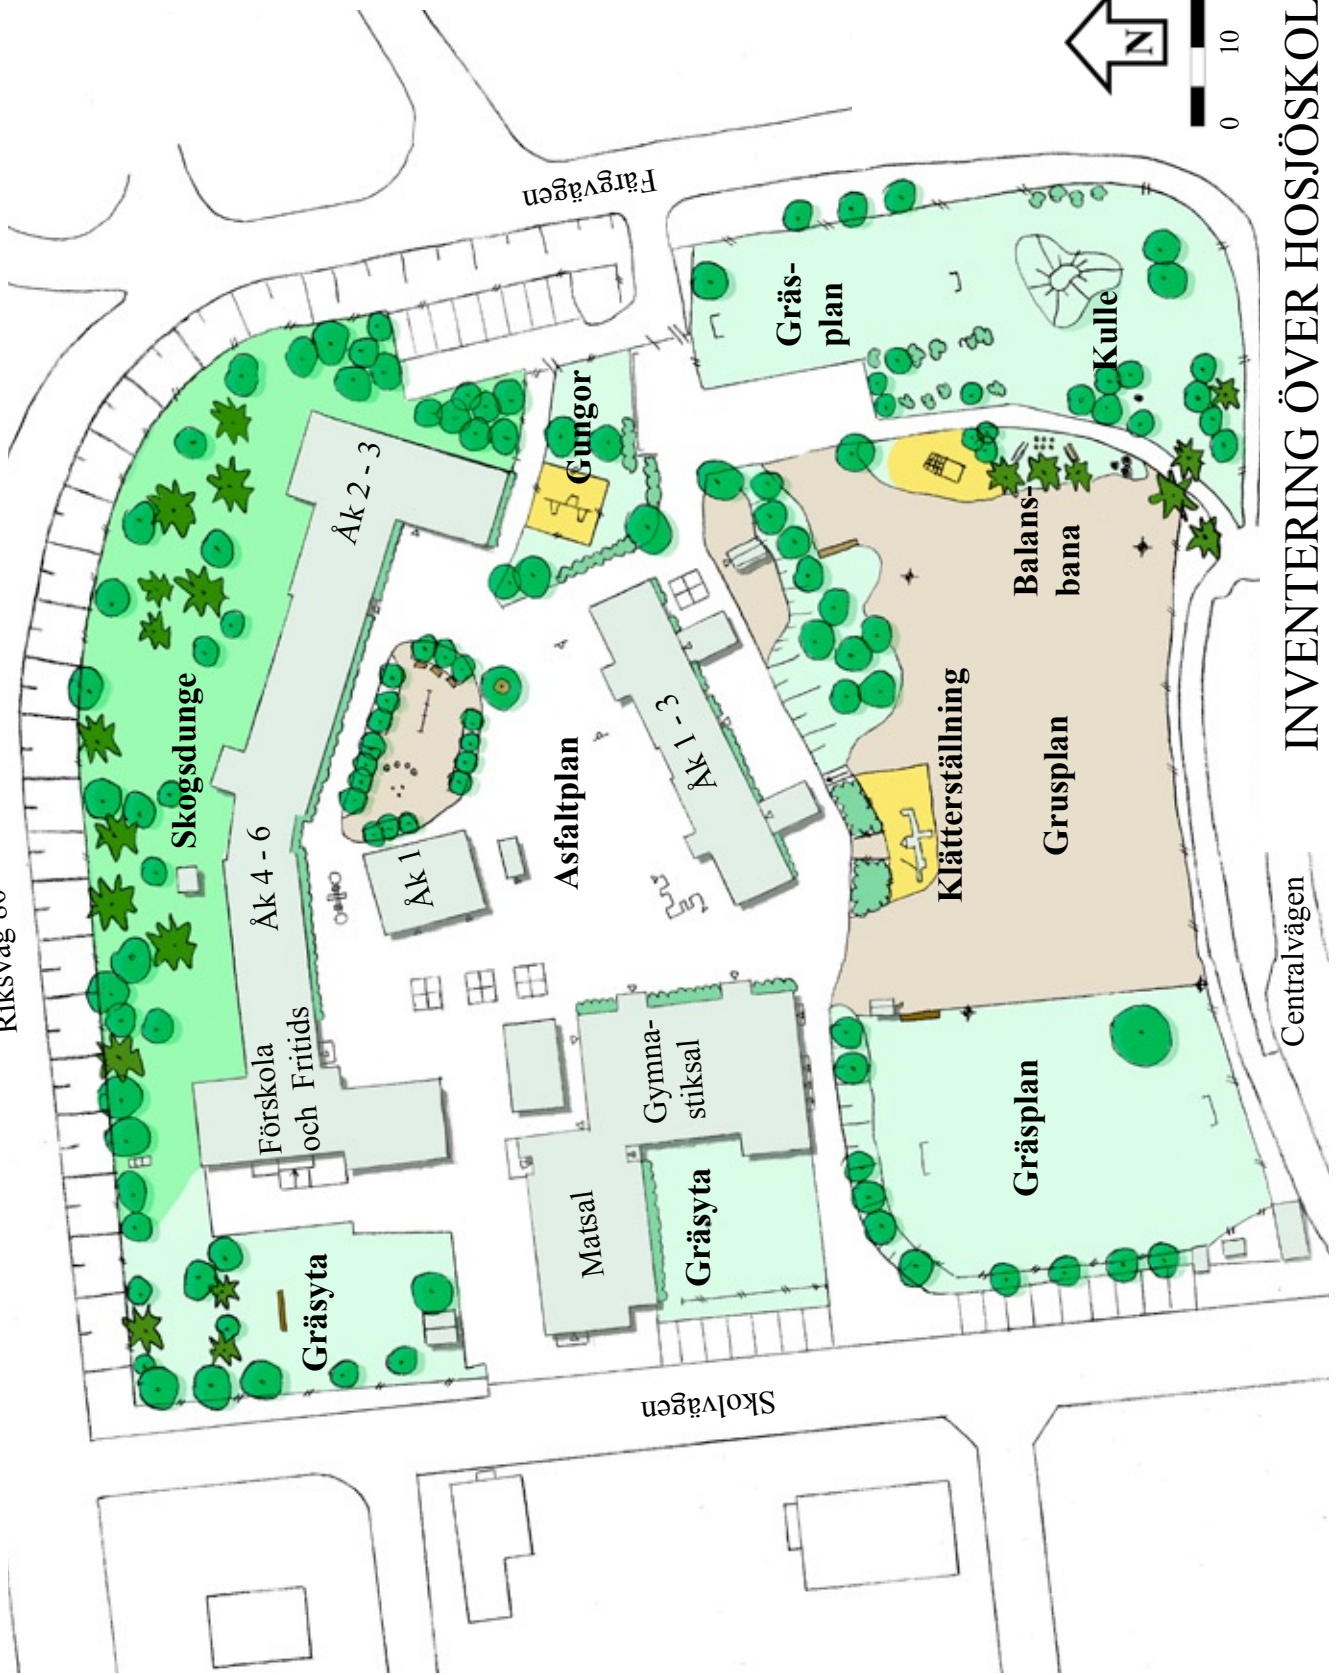 Riksväg 80
Färgvägen
Skogsdunge
Åk 2 - 3
Gungor
Gräs-
plan
Kulle
Åk 4 - 6
Åk 1
Asfaltplan
Åk 1 - 3
Balans-
bana
Klätterställning
Grusplan
Förskola
och Fritids
Gymna-
stiksal
Matsal
Gräsyta
Gräsyta
Gräsplan
Skolvägen
Centralvägen
N
0 10
INVENTERING ÖVER HOSJÖSKOL